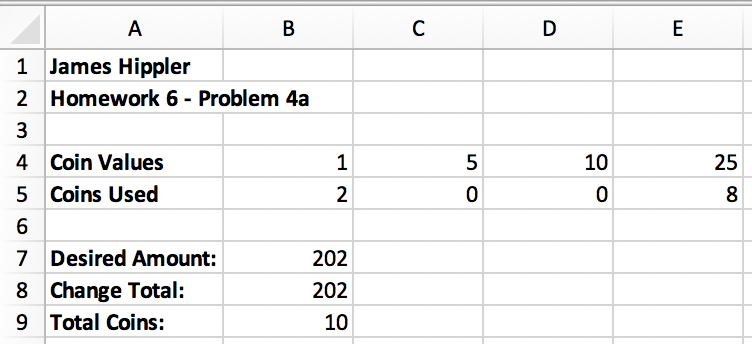 A B C D E
1 James Hippler
2 Homework 6 - Problem 4a
3
4 Coin Values 1 5 10 25
5 Coins Used 2 0 0 8
6
7 Desired Amount: 202
8 Change Total: 202
9 Total Coins: 10